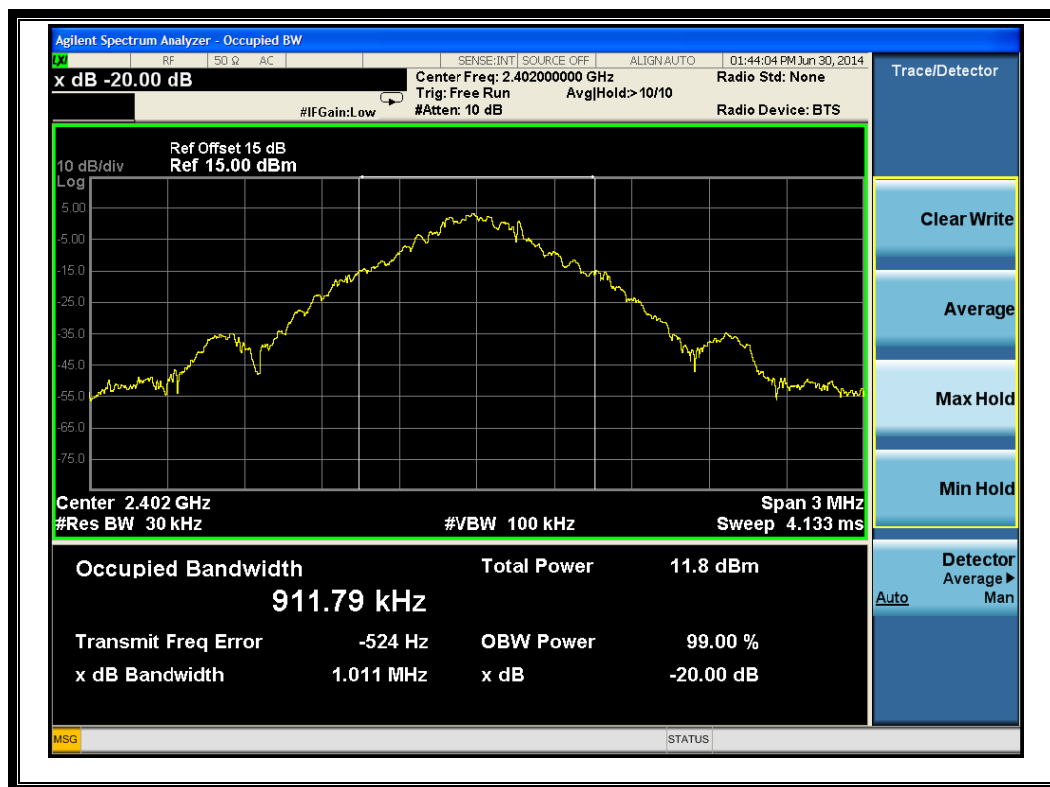 Agilent Spectrum Analyzer - Occupied BW
LXI RF 50 Ω AC SENSE:INT SOURCE OFF ALIGN AUTO 01:44:04 PM Jun 30, 2014
x dB -20.00 dB
Center Freq: 2.402000000 GHz
Radio Std: None
Trig: Free Run Avg|Hold:> 10/10
#IFGain:Low
#Atten: 10 dB
Radio Device: BTS
Ref Offset 15 dB
10 dB/div Ref 15.00 dBm
Log
5.00
-5.00
-15.0
-25.0
-35.0
-45.0
-55.0
-65.0
-75.0
Center 2.402 GHz Span 3 MHz
#Res BW 30 kHz #VBW 100 kHz Sweep 4.133 ms
Occupied Bandwidth Total Power 11.8 dBm
911.79 kHz
Transmit Freq Error -524 Hz OBW Power 99.00 %
x dB Bandwidth 1.011 MHz x dB -20.00 dB
Trace/Detector
Clear Write
Average
Max Hold
Min Hold
Detector
Average▶
Auto Man
MSG STATUS